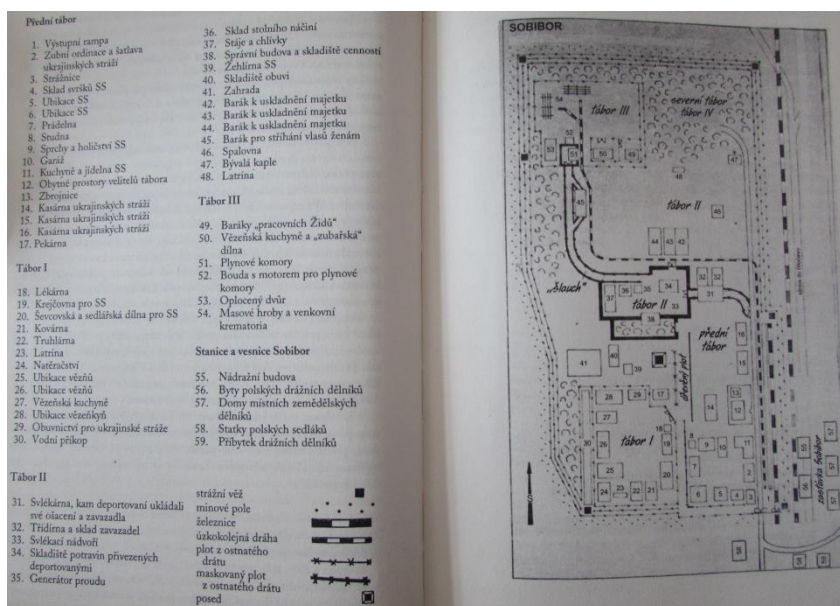 Přední tábor
1. Výstupní rampa
2. Zubní ordinace a šatlava
ukrajinských stráží
3. Strážnice
4. Sklad svršků SS
5. Ubikace SS
6. Ubikace SS
7. Prádelna
8. Studna
9. Sprchy a holičství SS
10. Garáž
11. Kuchyně a jídelna SS
12. Obytné prostory velitelů tábora
13. Zbrojnice
14. Kasárna ukrajinských stráží
15. Kasárna ukrajinských stráží
16. Kasárna ukrajinských stráží
17. Pekárna
Tábor I
18. Lékárna
19. Krejčovna pro SS
20. Ševcovská a sedlářská dílna pro SS
21. Kovárna
22. Truhlárna
23. Latrína
24. Natěračství
25. Ubikace vězňů
26. Ubikace vězňů
27. Vězeňská kuchyně
28. Ubikace vězeňkyň
29. Obuvnictví pro ukrajinské stráže
30. Vodní příkop
Tábor II
31. Svlékárna, kam deportovaní ukládali
své ošacení a zavazadla
32. Třídírna a sklad zavazadel
33. Svlékací nádvoří
34. Skladiště potravin přivezených
deportovanými
35. Generátor proudu
36. Sklad stolního náčiní
37. Stáje a chlívky
38. Správní budova a skladiště cenností
39. Žehlírna SS
40. Skladiště obuvi
41. Zahrada
42. Barák k uskladnění majetku
43. Barák k uskladnění majetku
44. Barák k uskladnění majetku
45. Barák pro stříhání vlasů ženám
46. Spalovna
47. Bývalá kaple
48. Latrína
Tábor III
49. Baráky „pracovních Židů“
50. Vězeňská kuchyně a „zubařská“
dílna
51. Plynové komory
52. Bouda s motorem pro plynové
komory
53. Oplocený dvůr
54. Masové hroby a venkovní
krematoria
Stanice a vesnice Sobibor
55. Nádražní budova
56. Byty polských drážních dělníků
57. Domy místních zemědělských
dělníků
58. Statky polských sedláků
59. Příbytek drážních dělníků
strážní věž
minové pole
železnice
úzkokolejná dráha
plot z ostnatého
drátu
maskovaný plot
z ostnatého drátu
posed
SOBIBOR
tábor III
severní tábor
tábor IV
tábor II
„šlauch“
tábor II
přední
tábor
dřevěný plot
tábor I
zastávka Sobibor
S